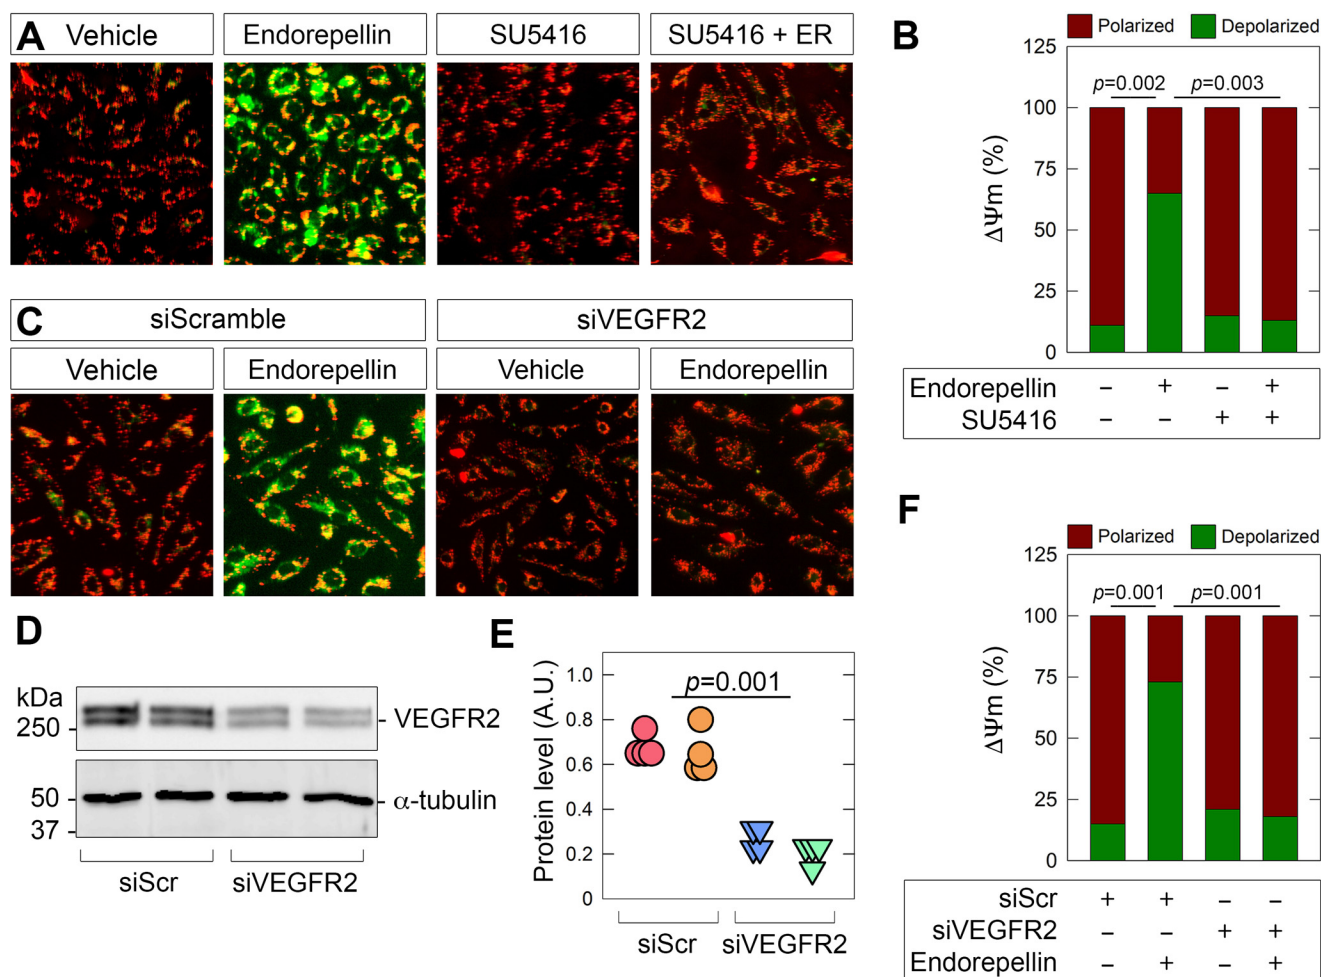 A
Vehicle
Endorepellin
SU5416
SU5416 + ER
B
Polarized
Depolarized
ΔΨm (%)
125
100
75
50
25
0
p=0.002
p=0.003
Endorepellin – + – +
SU5416 – – + +
C
siScramble
siVEGFR2
Vehicle
Endorepellin
Vehicle
Endorepellin
D
kDa
250
VEGFR2
50
α-tubulin
37
siScr
siVEGFR2
E
Protein level (A.U.)
1.0
0.8
0.6
0.4
0.2
0
p=0.001
siScr
siVEGFR2
F
Polarized
Depolarized
ΔΨm (%)
125
100
75
50
25
0
p=0.001
p=0.001
siScr + + – –
siVEGFR2 – – + +
Endorepellin – + – +